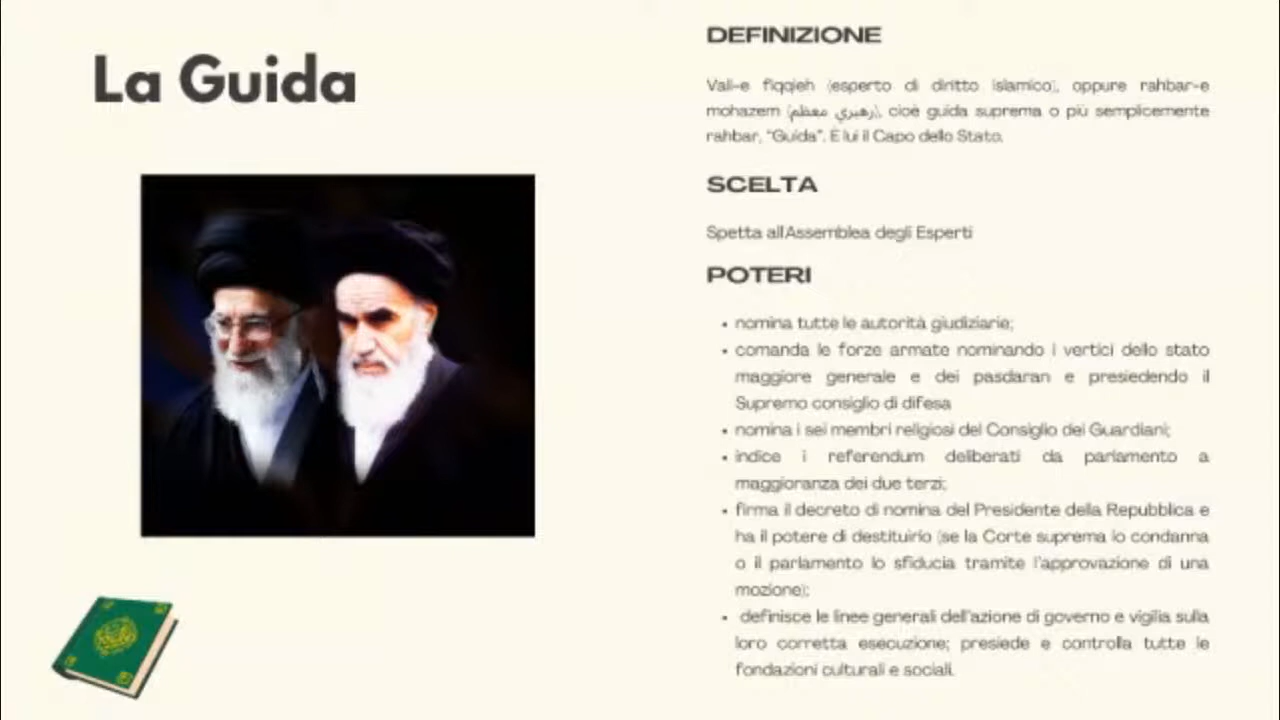 La Guida
DEFINIZIONE
Vali-e fiqqieh (esperto di diritto islamico), oppure rahbar-e
mohazem (رهبري معظم), cioè guida suprema o più semplicemente
rahbar, "Guida". E lui il Capo dello Stato.
SCELTA
Spetta all'Assemblea degli Esperti
POTERI
• nomina tutte le autorità giudiziarie;
• comanda le forze armate nominando i vertici dello stato
maggiore generale e dei pasdaran e presiedendo il
Supremo consiglio di difesa
• nomina i sei membri religiosi del Consiglio dei Guardiani;
• indice i referendum deliberati da parlamento a
maggioranza dei due terzi;
• firma il decreto di nomina del Presidente della Repubblica e
ha il potere di destituirlo (se la Corte suprema lo condanna
o il parlamento lo sfiducia tramite l'approvazione di una
mozione);
• definisce le linee generali dell'azione di governo e vigilia sulla
loro corretta esecuzione; presiede e controlla tutte le
fondazioni culturali e sociali.